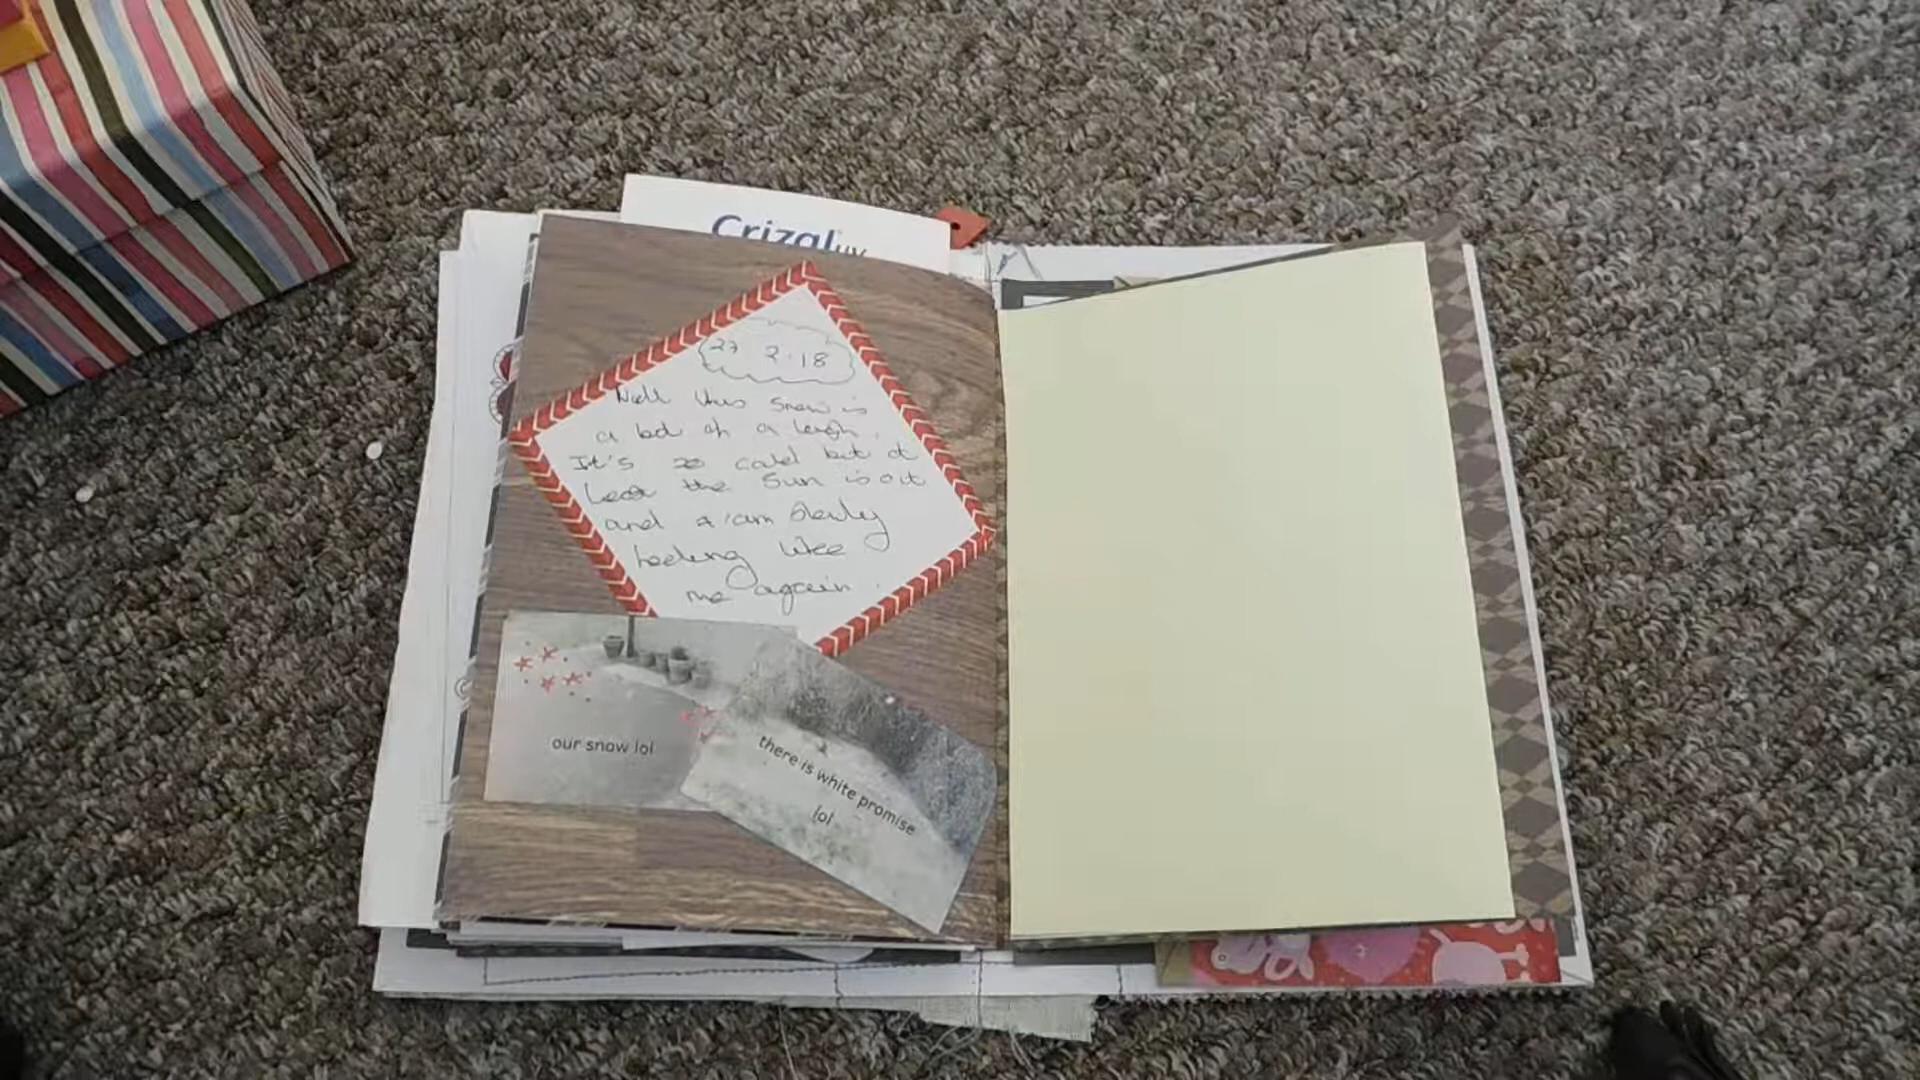 Crizal UV
27 2.18
Well this snow is
a bit of a laugh.
It's so cold but at
least the sun is out
and I am slowly
feeling like
me again.
our snow lol
there is white promise
lol